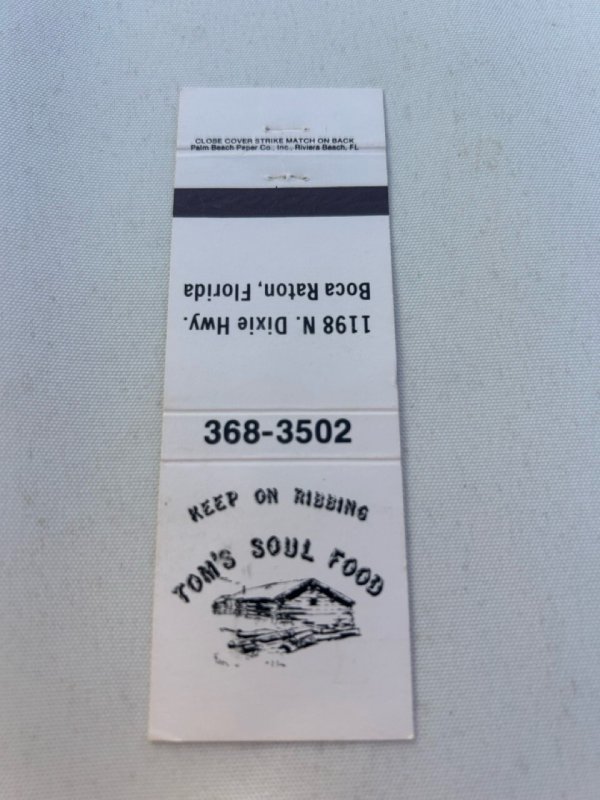 CLOSE COVER STRIKE MATCH ON BACK
Palm Beach Paper Co., Inc., Riviera Beach, FL
1198 N. Dixie Hwy.
Boca Raton, Florida
368-3502
KEEP ON RIBBING
TOM'S SOUL FOOD